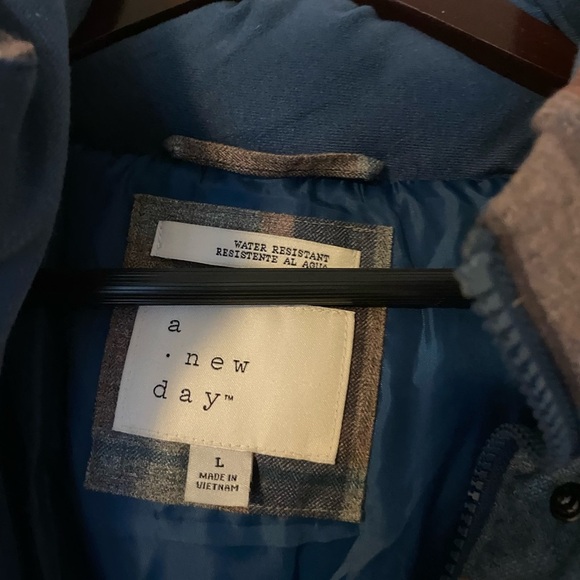 WATER RESISTANT
RESISTENTE AL AGUA
a
· new
day™
L
MADE IN
VIETNAM